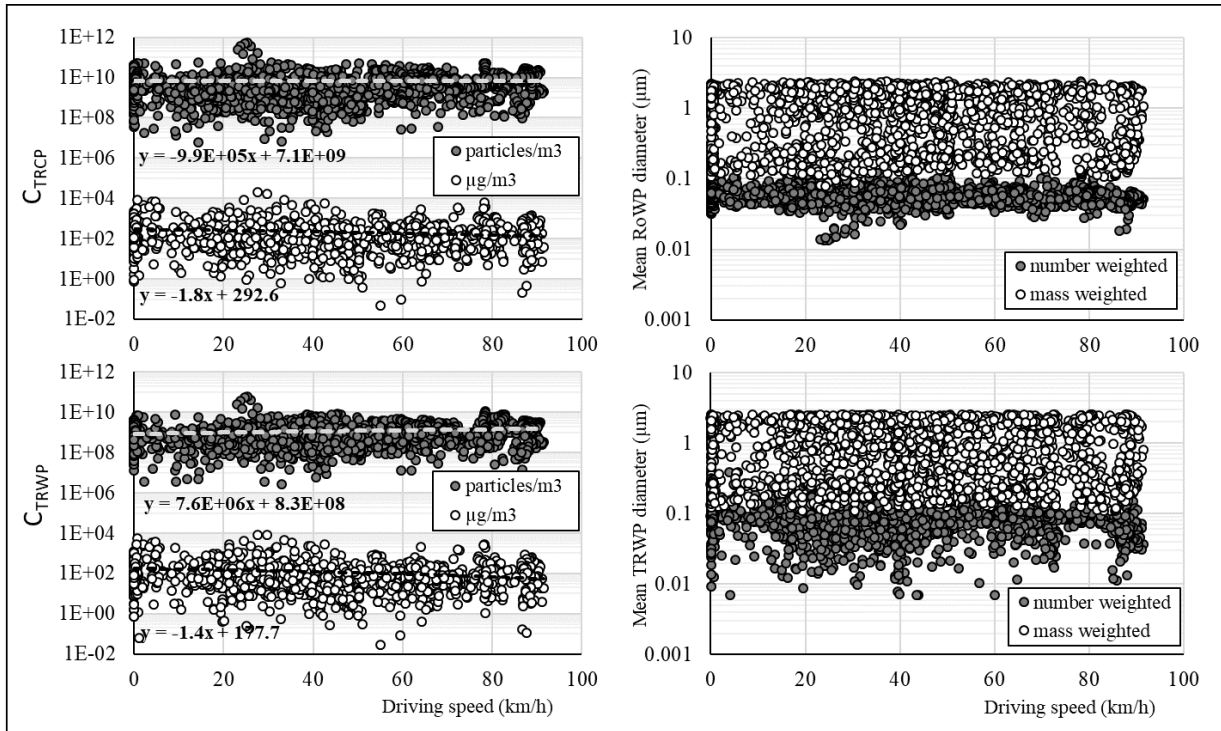 1E+12
1E+10
1E+08
1E+06
1E+04
1E+02
1E+00
1E-02
C_TRCP
y = -9.9E+05x + 7.1E+09
particles/m3
µg/m3
y = -1.8x + 292.6
0 20 40 60 80 100
10
1
0.1
0.01
0.001
Mean RoWP diameter (µm)
number weighted
mass weighted
0 20 40 60 80 100
1E+12
1E+10
1E+08
1E+06
1E+04
1E+02
1E+00
1E-02
C_TRWP
y = 7.6E+06x + 8.3E+08
particles/m3
µg/m3
y = -1.4x + 177.7
0 20 40 60 80 100
Driving speed (km/h)
10
1
0.1
0.01
0.001
Mean TRWP diameter (µm)
number weighted
mass weighted
0 20 40 60 80 100
Driving speed (km/h)